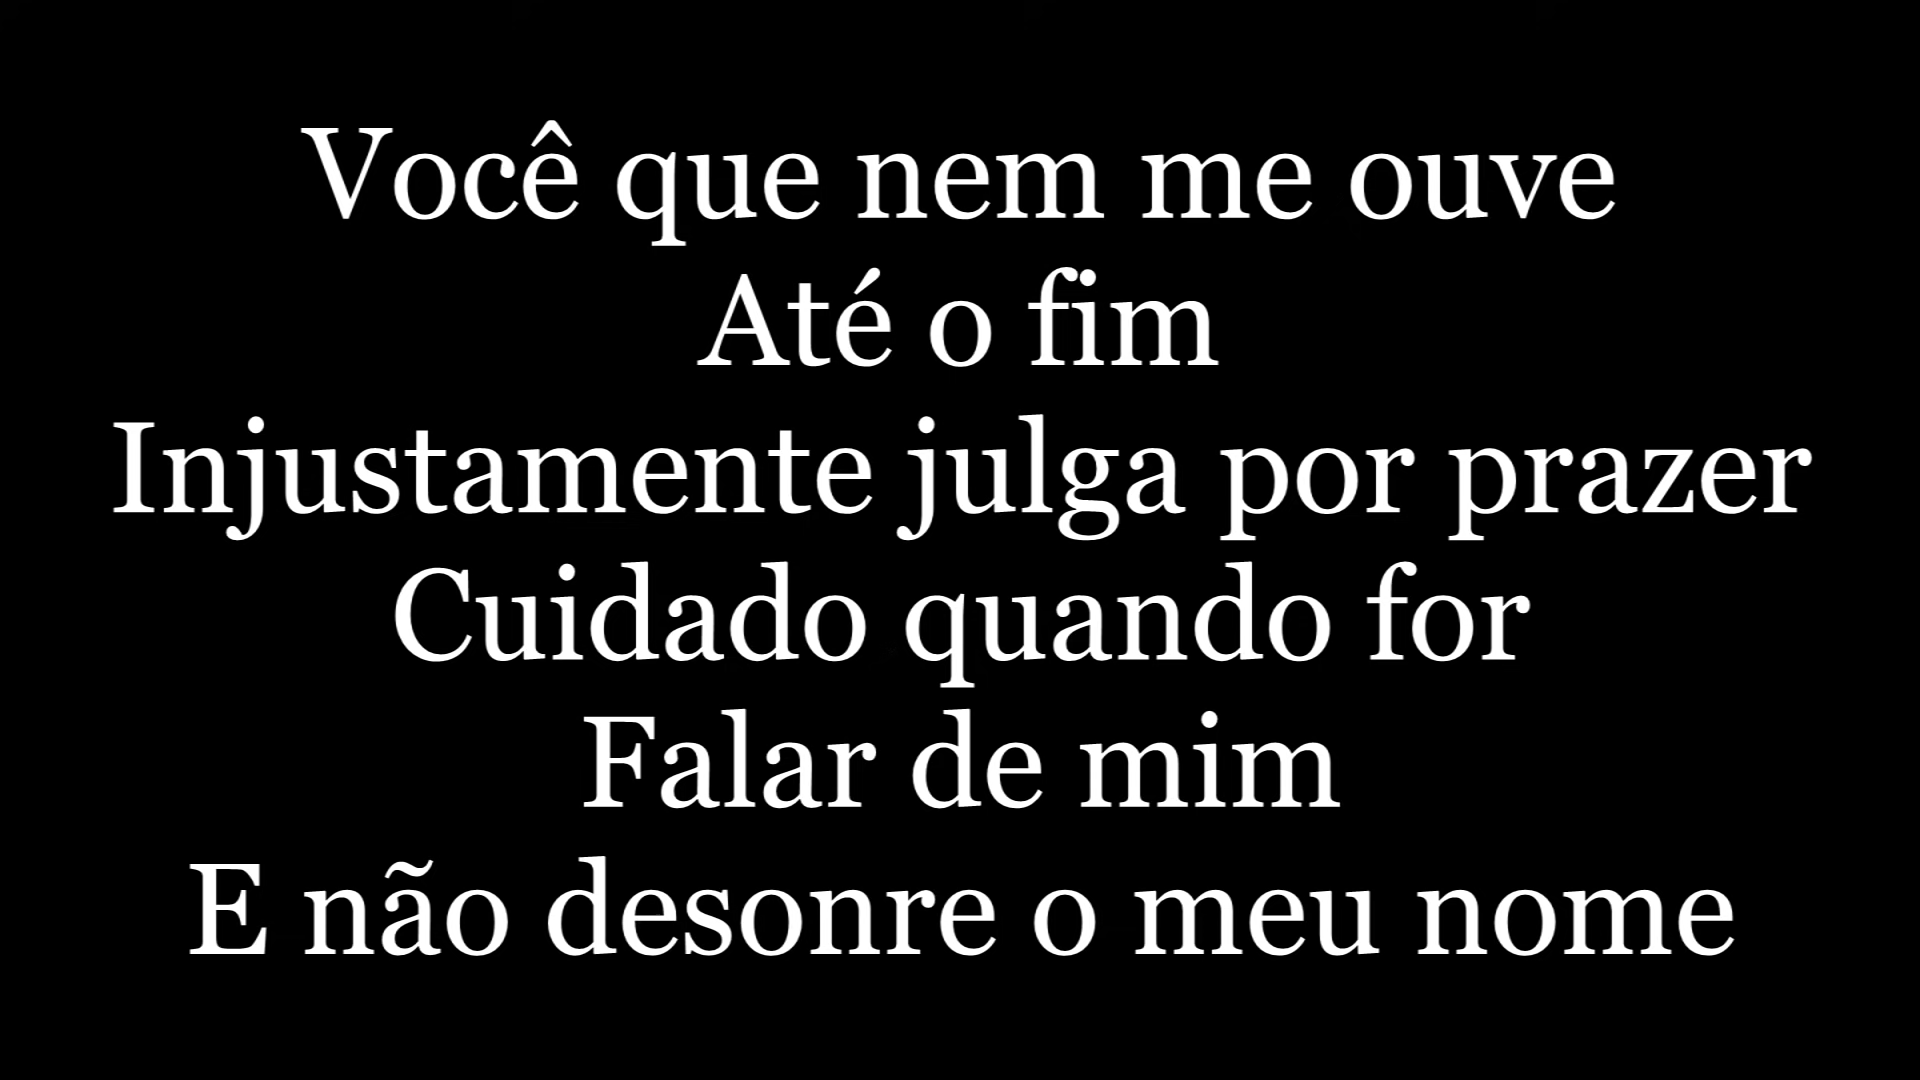 Você que nem me ouve
Até o fim
Injustamente julga por prazer
Cuidado quando for
Falar de mim
E não desonre o meu nome